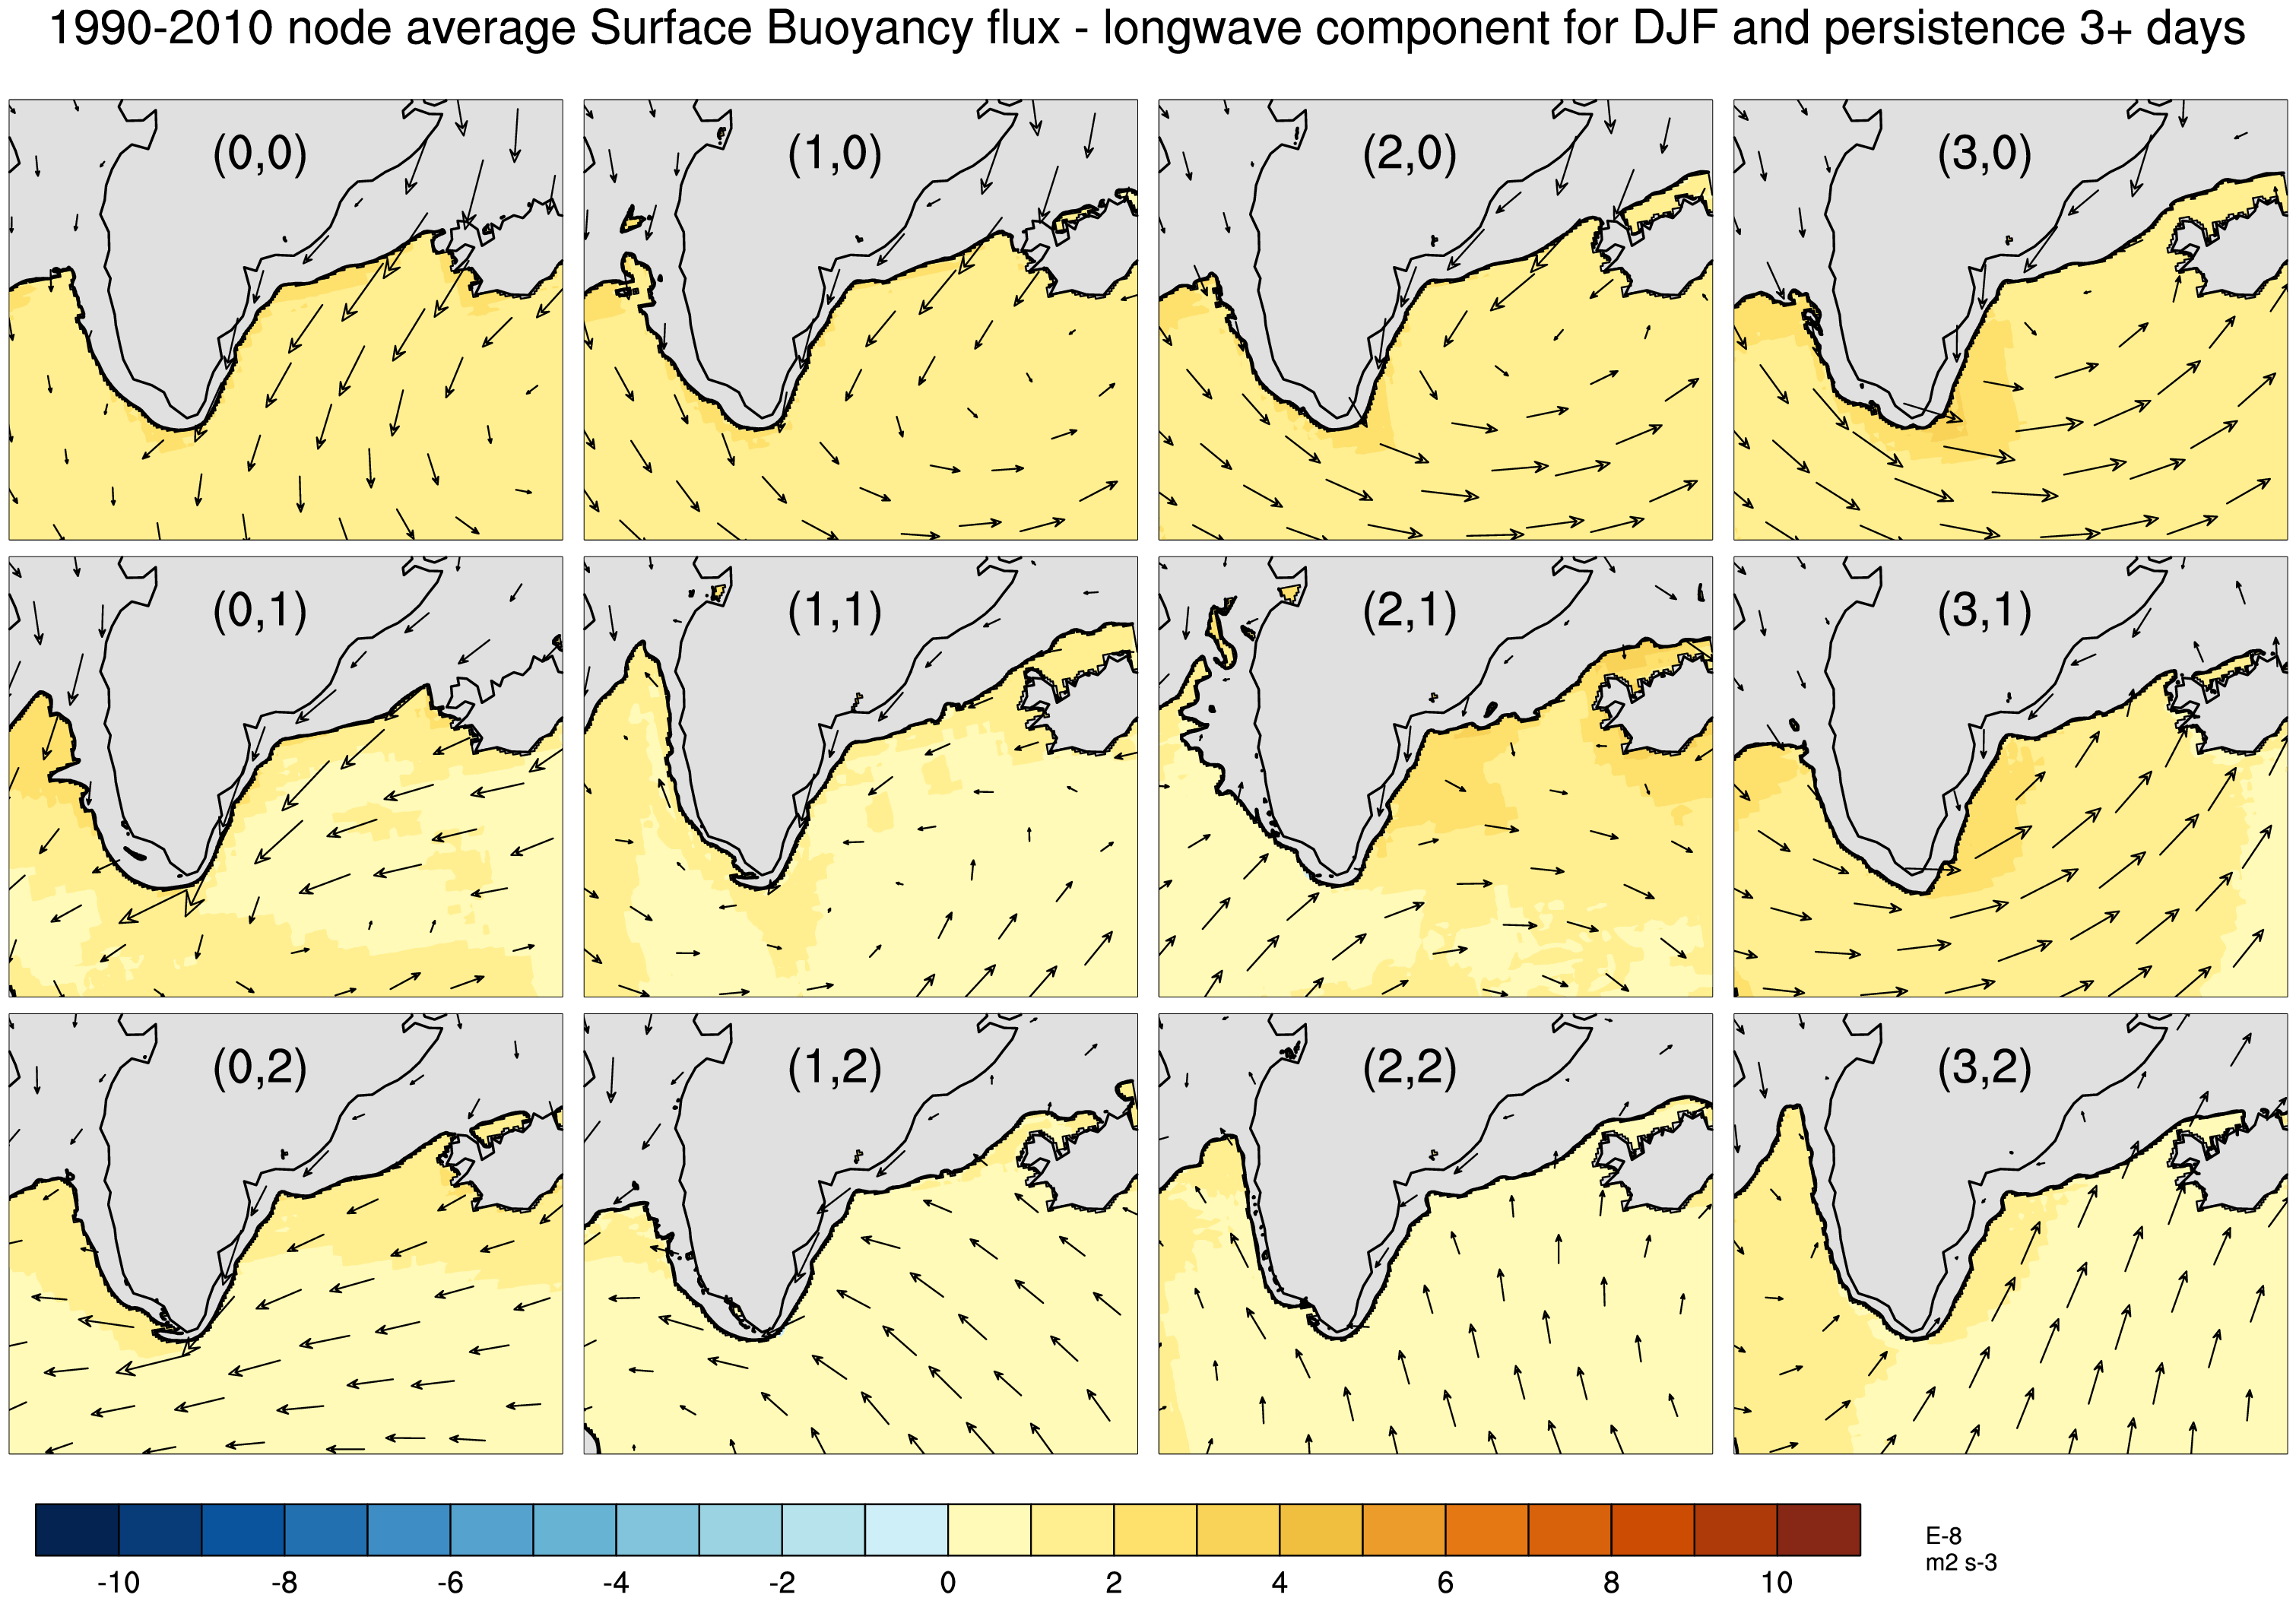 1990-2010 node average Surface Buoyancy flux - longwave component for DJF and persistence 3+ days
(0,0) (1,0) (2,0) (3,0)
(0,1) (1,1) (2,1) (3,1)
(0,2) (1,2) (2,2) (3,2)
-10 -8 -6 -4 -2 0 2 4 6 8 10
E-8
m2 s-3